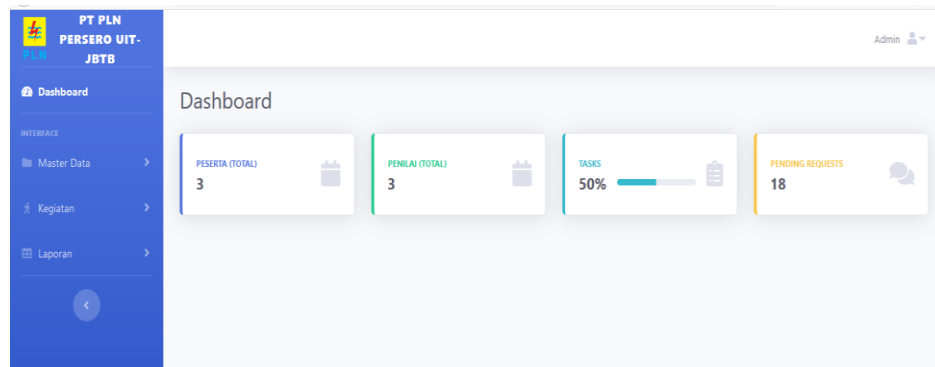 PT PLN
PERSERO UIT-
JBTB
PLN
Admin
Dashboard
INTERFACE
Master Data
Kegiatan
Laporan
Dashboard
PESERTA (TOTAL)
3
PENILAI (TOTAL)
3
TASKS
50%
PENDING REQUESTS
18